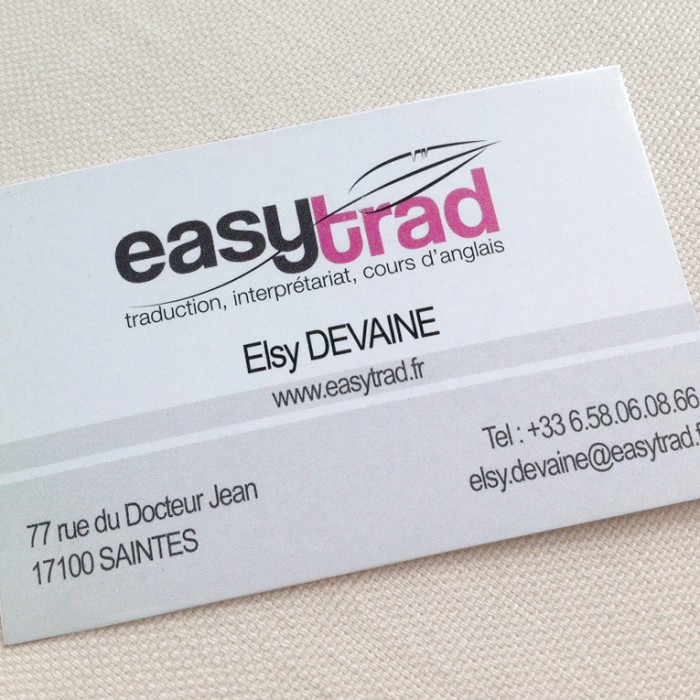 easytrad
traduction, interprétariat, cours d'anglais
Elsy DEVAINE
www.easytrad.fr
Tel : +33 6.58.06.08.66
elsy.devaine@easytrad.f
77 rue du Docteur Jean
17100 SAINTES